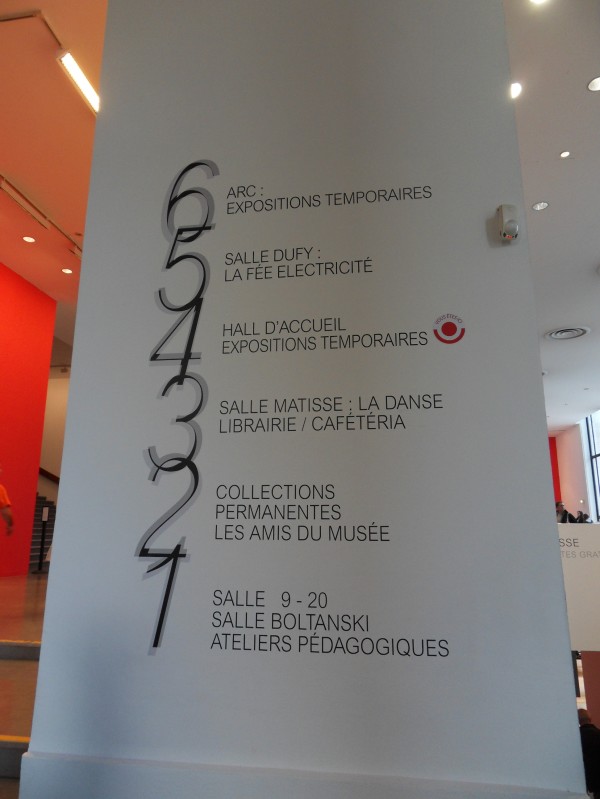 6
ARC :
EXPOSITIONS TEMPORAIRES
5
SALLE DUFY :
LA FÉE ELECTRICITÉ
4
HALL D'ACCUEIL
EXPOSITIONS TEMPORAIRES
3
SALLE MATISSE : LA DANSE
LIBRAIRIE / CAFÉTÉRIA
2
COLLECTIONS
PERMANENTES
LES AMIS DU MUSÉE
1
SALLE 9 - 20
SALLE BOLTANSKI
ATELIERS PÉDAGOGIQUES